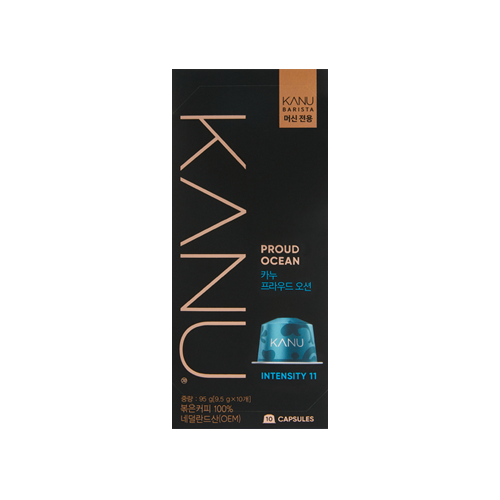 KANU
BARISTA
머신 전용
KANU®
PROUD
OCEAN
카누
프라우드 오션
KANU
INTENSITY 11
중량 : 95 g[9.5 g×10개]
볶은커피 100%
네덜란드산(OEM)
10 CAPSULES